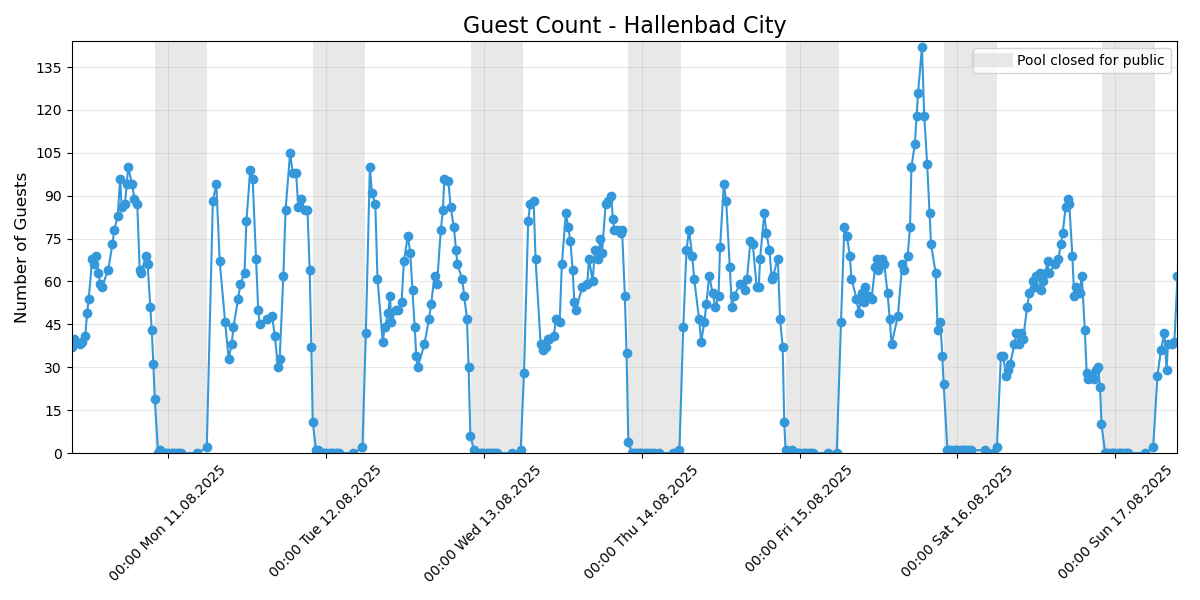 Guest Count - Hallenbad City
Number of Guests
135
120
105
90
75
60
45
30
15
0
Pool closed for public
00:00 Mon 11.08.2025
00:00 Tue 12.08.2025
00:00 Wed 13.08.2025
00:00 Thu 14.08.2025
00:00 Fri 15.08.2025
00:00 Sat 16.08.2025
00:00 Sun 17.08.2025